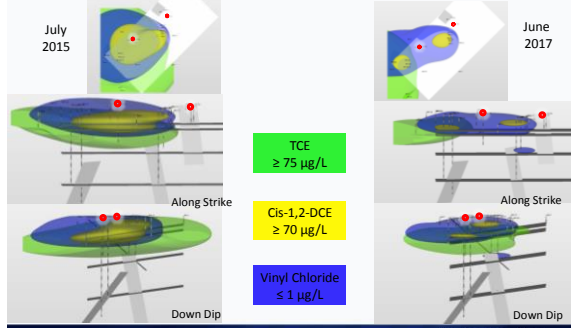 July
2015
June
2017
TCE
≥ 75 µg/L
Along Strike
Along Strike
Cis-1,2-DCE
≥ 70 µg/L
Vinyl Chloride
≤ 1 µg/L
Down Dip
Down Dip